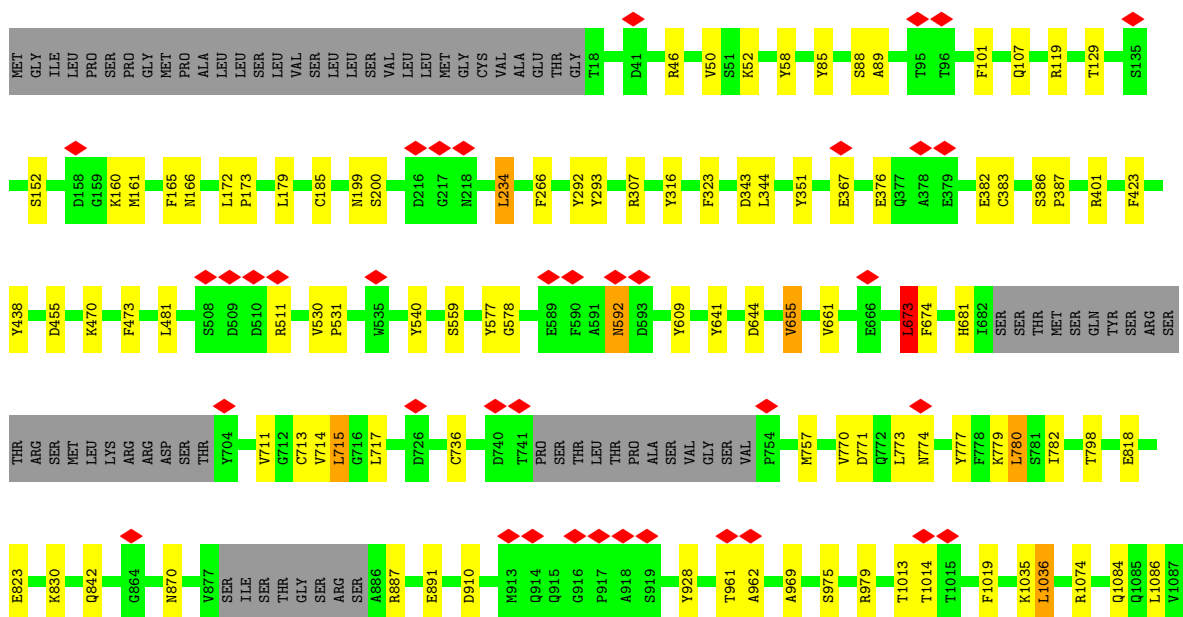 MET GLY ILE LEU PRO SER PRO GLY MET PRO ALA LEU LEU SER LEU VAL SER LEU LEU SER VAL LEU LEU MET GLY CYS VAL ALA GLU THR GLY T18 D41 R46 V50 S51 K52 Y58 Y85 S88 A89 T95 T96 F101 Q107 R119 T129 S135
S152 D158 G159 K160 M161 F165 N166 L172 P173 L179 C185 N199 S200 D216 G217 N218 L234 F266 Y292 Y293 R307 Y316 F323 D343 L344 Y351 E367 E376 Q377 A378 E379 E382 C383 S386 P387 R401 F423
Y438 D455 K470 F473 L481 S508 D509 D510 R511 V530 P531 W535 Y540 S559 Y577 G578 E589 F590 A591 N592 D593 Y609 Y641 D644 V655 V661 E666 L673 F674 H681 I682 SER SER THR MET SER GLN TYR SER ARG SER
THR ARG SER MET LEU LYS ARG ARG ASP SER THR Y704 V711 G712 C713 V714 L715 G716 L717 D726 C736 D740 T741 PRO SER THR LEU THR PRO ALA SER VAL GLY SER VAL P754 M757 V770 D771 Q772 L773 N774 Y777 F778 K779 L780 S781 I782 T798 E818
E823 K830 Q842 G864 N870 V877 SER ILE SER THR GLY SER ARG SER A886 R887 E891 D910 M913 Q914 Q915 G916 P917 A918 S919 Y928 T961 A962 A969 S975 R979 T1013 T1014 T1015 F1019 K1035 L1036 R1074 Q1084 Q1085 L1086 V1087